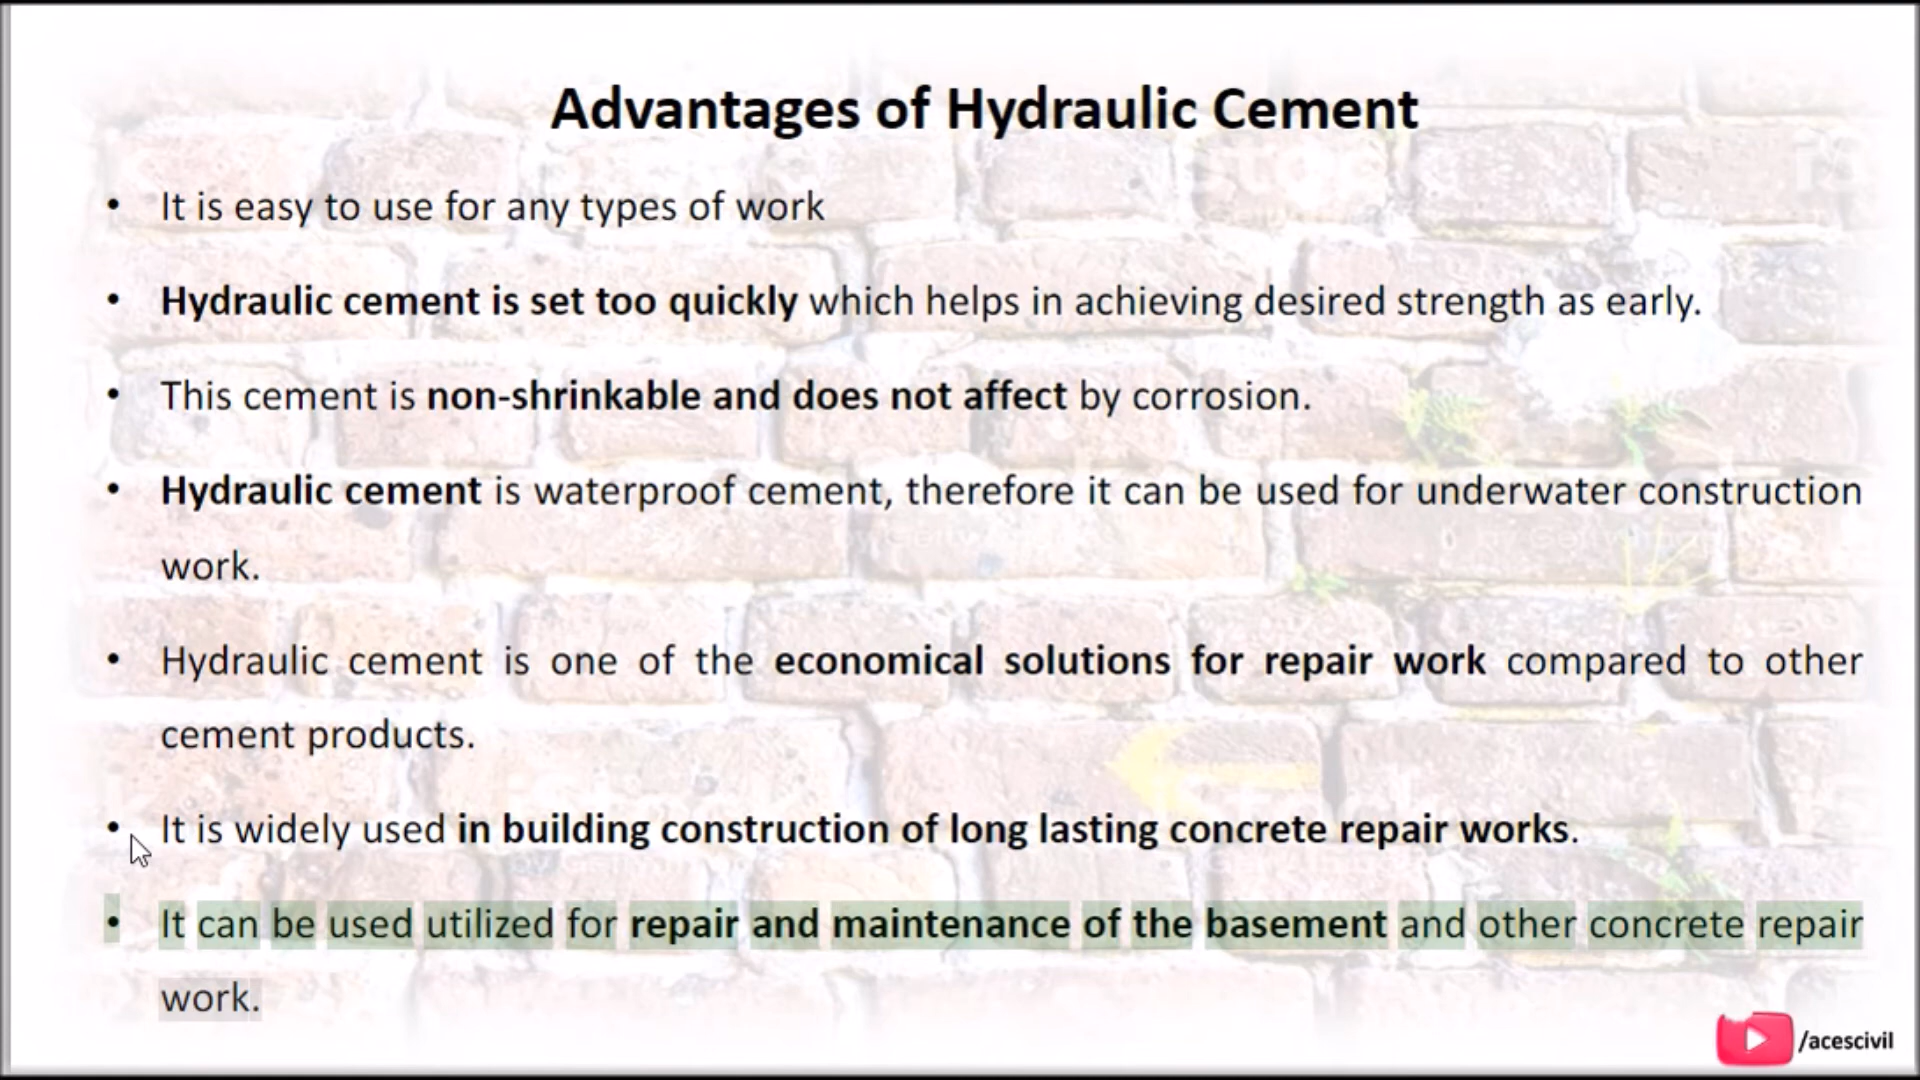 Advantages of Hydraulic Cement
• It is easy to use for any types of work
• Hydraulic cement is set too quickly which helps in achieving desired strength as early.
• This cement is non-shrinkable and does not affect by corrosion.
• Hydraulic cement is waterproof cement, therefore it can be used for underwater construction
work.
• Hydraulic cement is one of the economical solutions for repair work compared to other
cement products.
• It is widely used in building construction of long lasting concrete repair works.
• It can be used utilized for repair and maintenance of the basement and other concrete repair
work.
/acescivil